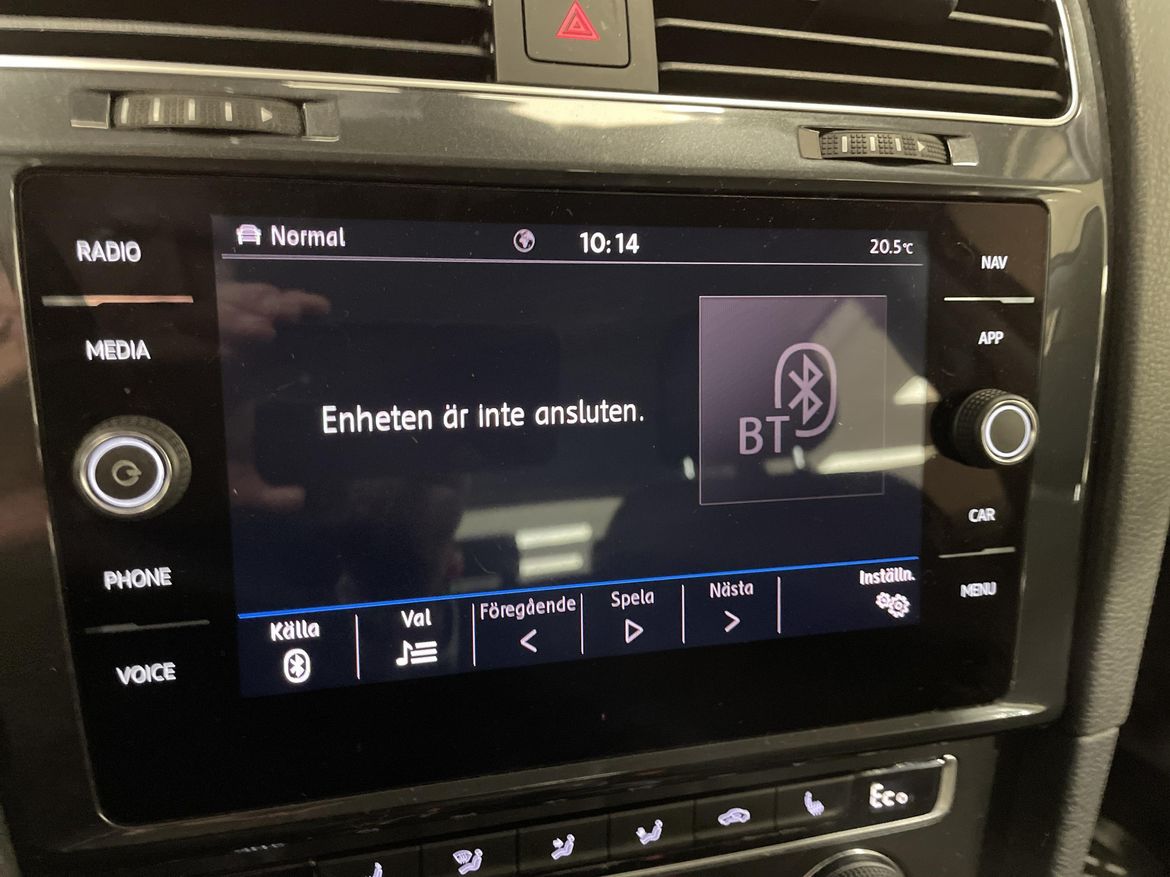 Normal
10:14
20.5°C
RADIO
MEDIA
PHONE
VOICE
Enheten är inte ansluten.
BT
NAV
APP
CAR
MENU
Källa
Val
Föregående
Spela
Nästa
Inställn.
Eco